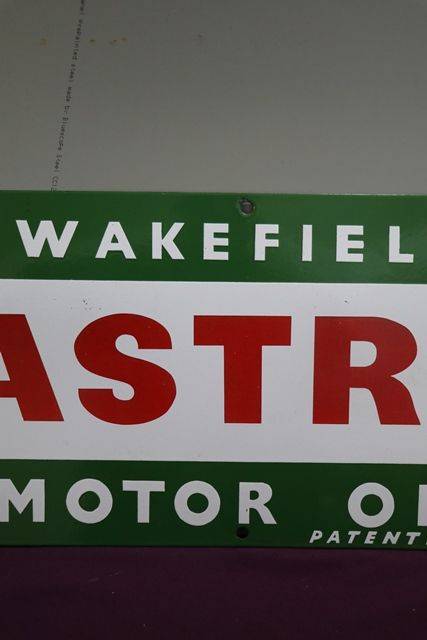 WAKEFIEL
ASTR
MOTOR O
PATENT